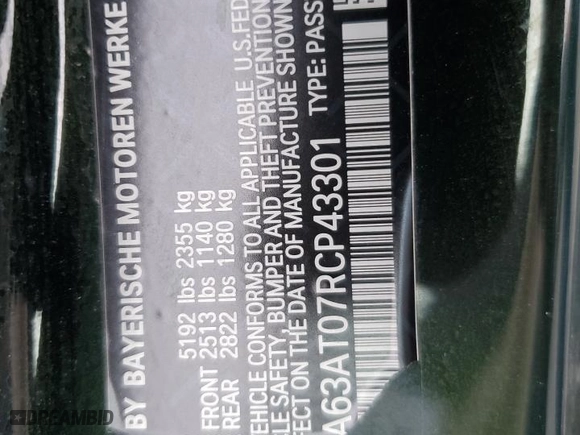 BY BAYERISCHE MOTOREN WERKE
5192 lbs 2355 kg
FRONT 2513 lbs 1140 kg
REAR 2822 lbs 1280 kg
VEHICLE CONFORMS TO ALL APPLICABLE U.S.FED
LE SAFETY, BUMPER AND THEFT PREVENTION
FECT ON THE DATE OF MANUFACTURE SHOWN
A63AT07RCP43301 TYPE: PASS
DREAMBID